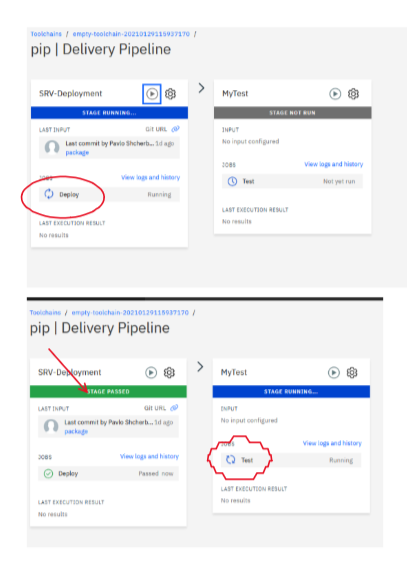 Toolchains / empty-toolchain-20210129115937170 /
pip | Delivery Pipeline
SRV-Deployment
STAGE RUNNING...
LAST INPUT Git URL
Last commit by Pavlo Shcherb... 1d ago
package
JOBS View logs and history
Deploy Running
LAST EXECUTION RESULT
No results
MyTest
STAGE NOT RUN
INPUT
No input configured
JOBS View logs and history
Test Not yet run
LAST EXECUTION RESULT
No results
Toolchains / empty-toolchain-20210129115937170 /
pip | Delivery Pipeline
SRV-Deployment
STAGE PASSED
LAST INPUT Git URL
Last commit by Pavlo Shcherb... 1d ago
package
JOBS View logs and history
Deploy Passed now
LAST EXECUTION RESULT
No results
MyTest
STAGE RUNNING...
INPUT
No input configured
JOBS View logs and history
Test Running
LAST EXECUTION RESULT
No results